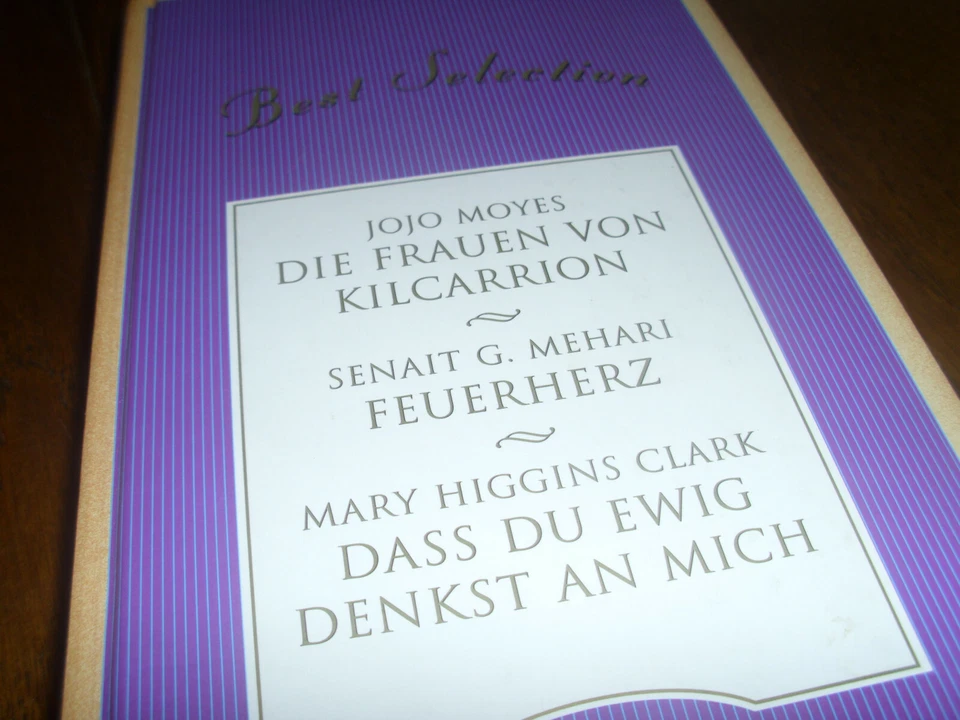 Best Selection
JOJO MOYES
DIE FRAUEN VON
KILCARRION
SENAIT G. MEHARI
FEUERHERZ
MARY HIGGINS CLARK
DASS DU EWIG
DENKST AN MICH